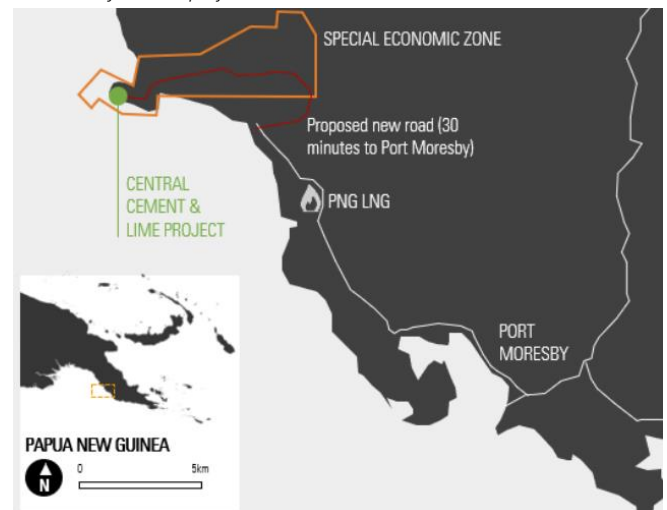 SPECIAL ECONOMIC ZONE
Proposed new road (30
minutes to Port Moresby)
CENTRAL
CEMENT &
LIME PROJECT
PNG LNG
PORT
MORESBY
PAPUA NEW GUINEA
N
0 5km